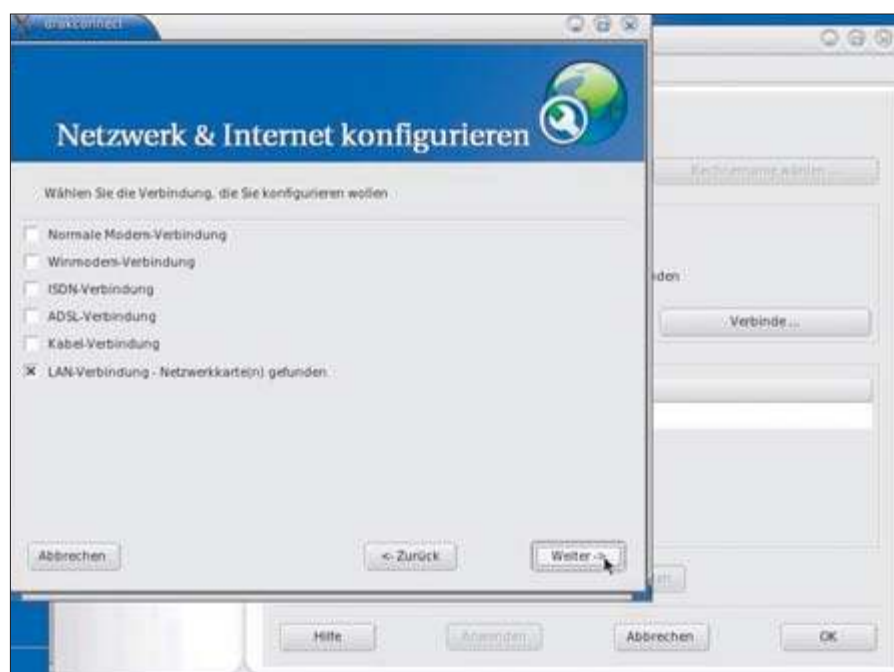 drakconnect
Netzwerk & Internet konfigurieren
Wählen Sie die Verbindung, die Sie konfigurieren wollen
Normale Modem-Verbindung
Winmodem-Verbindung
ISDN-Verbindung
ADSL-Verbindung
Kabel-Verbindung
LAN-Verbindung - Netzwerkkarte(n) gefunden
Abbrechen
<- Zurück
Weiter ->
Rechnername wählen ...
Verbinde ...
Hilfe
Anwenden
Abbrechen
OK